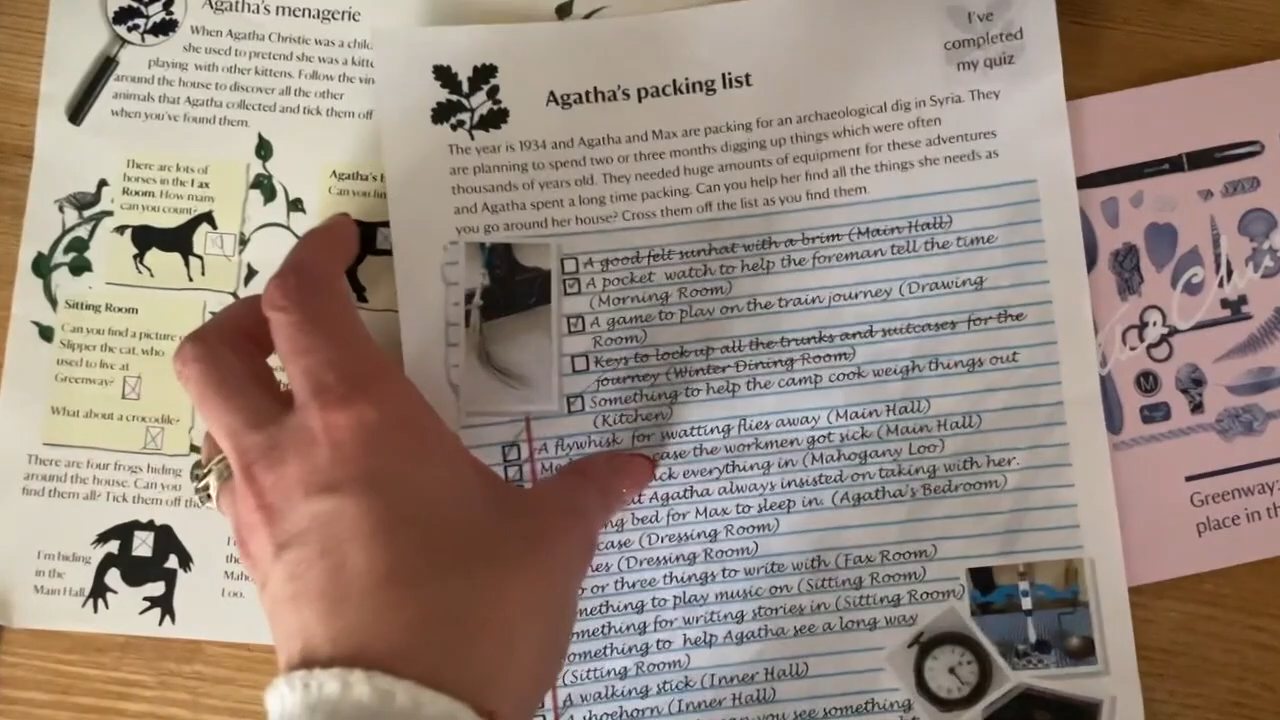 Agatha's menagerie
When Agatha Christie was a child
she used to pretend she was a
playing with other kittens. Follow the
around the house to discover all the other
animals that Agatha collected and tick them off
when you've found them.
There are lots of
horses in the Fax
Room. How many
can you count?
Agatha's
Can you
Sitting Room
Can you find a picture
Slipper the cat, who
used to live at
Greenway?
What about a crocodile?
There are four frogs hiding
around the house. Can you
find them all? Tick them off
I'm hiding
in the
Main Hall.
Loo.
I've
completed
my quiz
Agatha's packing list
The year is 1934 and Agatha and Max are packing for an archaeological dig in Syria. They
are planning to spend two or three months digging up things which were often
thousands of years old. They needed huge amounts of equipment for these adventures
and Agatha spent a long time packing. Can you help her find all the things she needs as
you go around her house? Cross them off the list as you find them.
A good felt sunhat with a brim (Main Hall)
A pocket watch to help the foreman tell the time
(Morning Room)
A game to play on the train journey (Drawing
Room)
Keys to lock up all the trunks and suitcases for the
journey (Winter Dining Room)
Something to help the camp cook weigh things out
(Kitchen)
A flywhisk for swatting flies away (Main Hall)
case the workmen got sick (Main Hall)
everything in (Mahogany Loo)
Agatha always insisted on taking with her.
bed for Max to sleep in. (Agatha's Bedroom)
case (Dressing Room)
(Dressing Room)
or three things to write with (Fax Room)
something to play music on (Sitting Room)
something for writing stories in (Sitting Room)
Something to help Agatha see a long way
(Sitting Room)
A walking stick (Inner Hall)
A shoehorn (Inner Hall)
you see something
M
Greenway:
place in